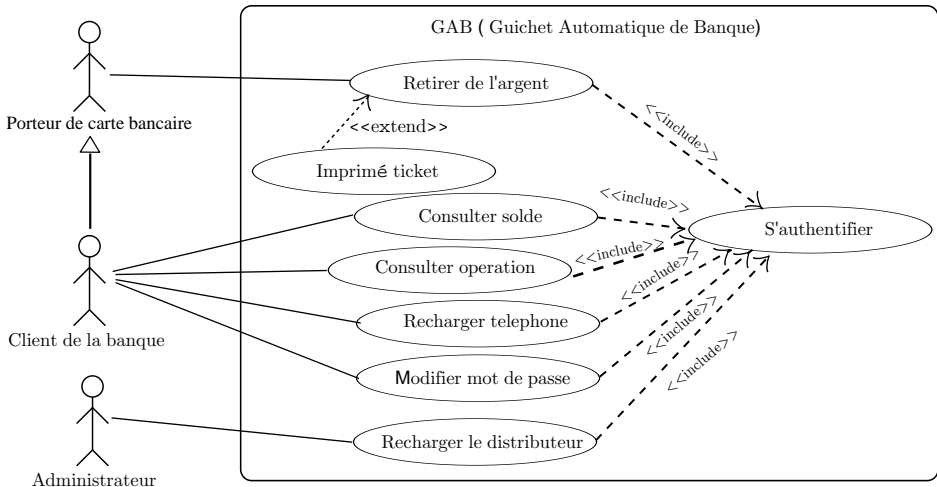 GAB ( Guichet Automatique de Banque)
Retirer de l'argent
Porteur de carte bancaire
<<extend>>
<<include>>
Imprimé ticket
Consulter solde
<<include>>
S'authentifier
Consulter operation
<<include>>
<<include>>
Recharger telephone
<<include>>
Client de la banque
Modifier mot de passe
<<include>>
Recharger le distributeur
Administrateur